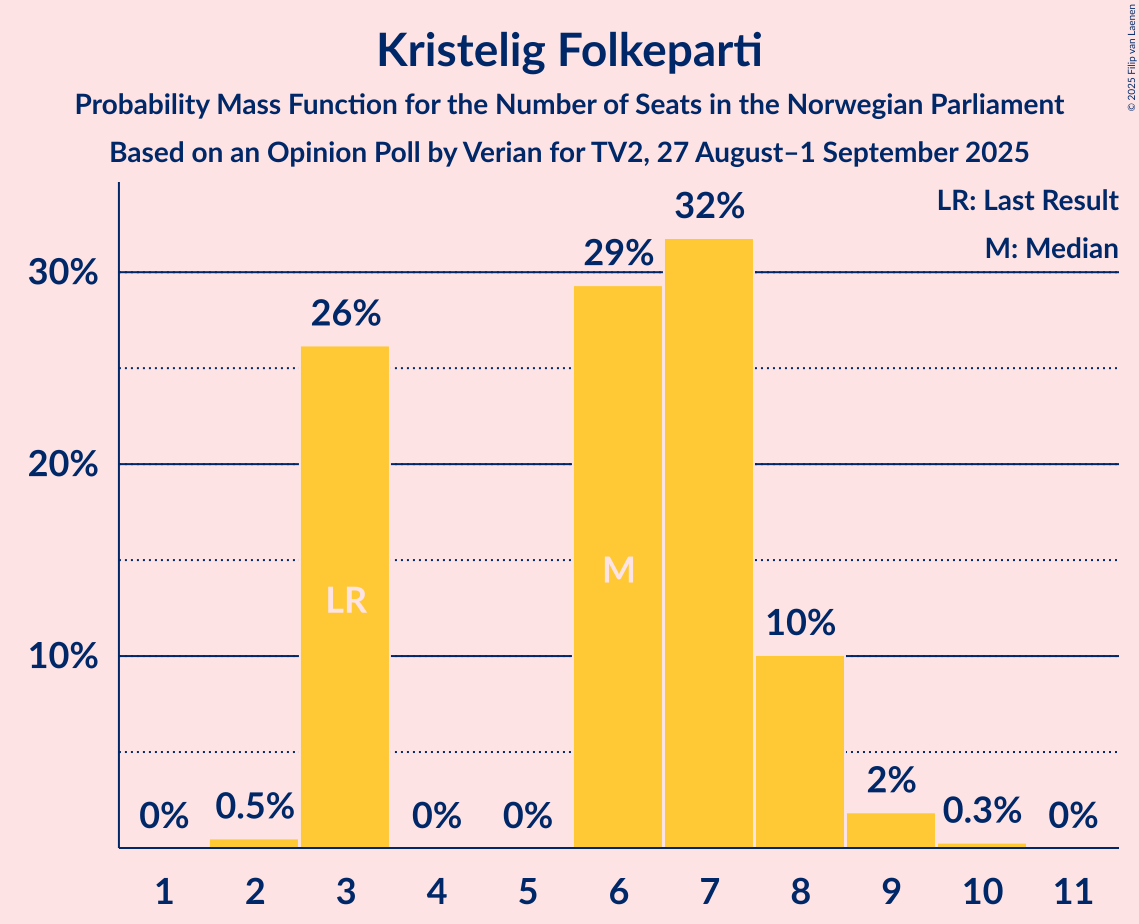 Kristelig Folkeparti
Probability Mass Function for the Number of Seats in the Norwegian Parliament
Based on an Opinion Poll by Verian for TV2, 27 August–1 September 2025
© 2025 Filip van Laenen
LR: Last Result
M: Median
30%
20%
10%
0%
0.5%
26%
0%
0%
29%
32%
10%
2%
0.3%
0%
LR
M
1 2 3 4 5 6 7 8 9 10 11